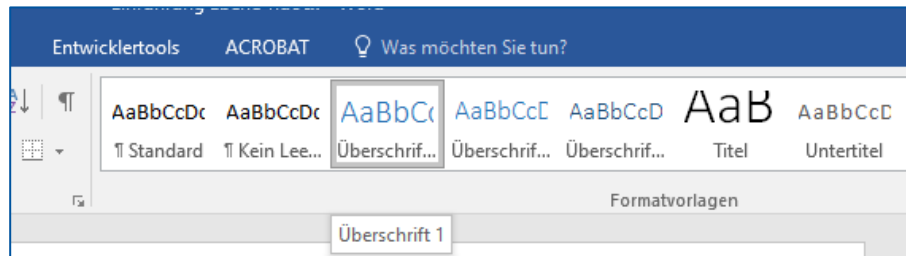 Entwicklertools ACROBAT Was möchten Sie tun?
AaBbCcDc AaBbCcDc AaBbC AaBbCcD AaBbCcD AaB AaBbCcD
¶ Standard ¶ Kein Lee... Überschrif... Überschrif... Überschrif... Titel Untertitel
Formatvorlagen
Überschrift 1